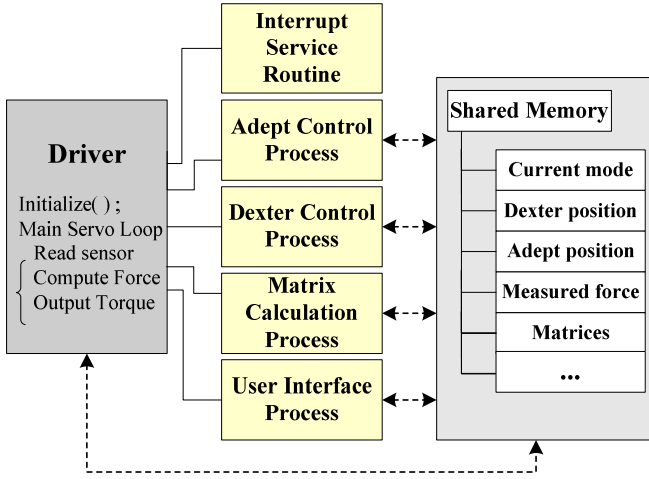 Driver
Initialize( ) ;
Main Servo Loop
Read sensor
Compute Force
Output Torque
Interrupt
Service
Routine
Adept Control
Process
Dexter Control
Process
Matrix
Calculation
Process
User Interface
Process
Shared Memory
Current mode
Dexter position
Adept position
Measured force
Matrices
...